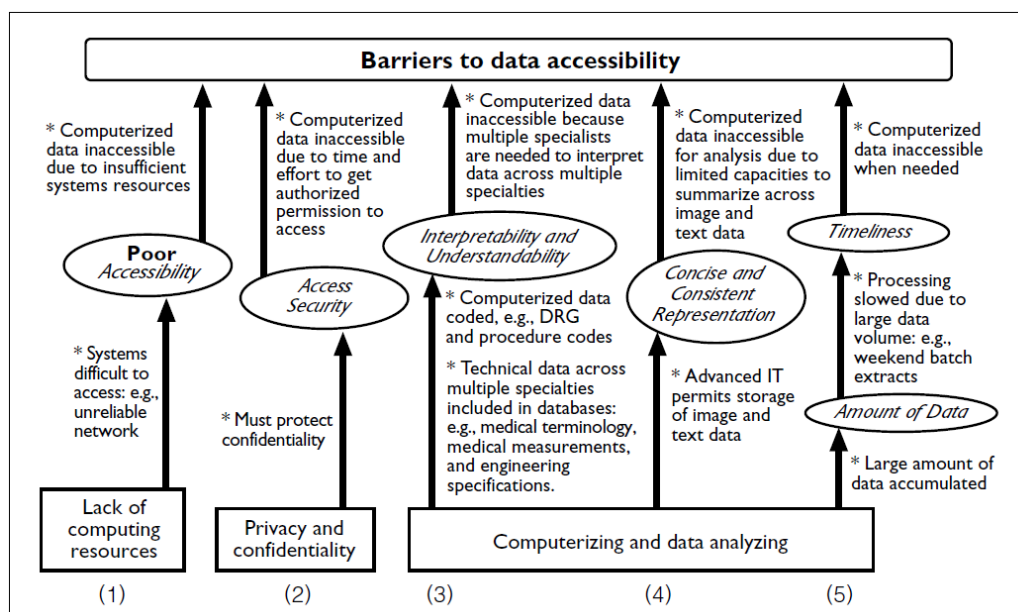 Barriers to data accessibility
* Computerized
data inaccessible
due to insufficient
systems resources
* Computerized
data inaccessible
due to time and
effort to get
authorized
permission to
access
* Computerized data
inaccessible because
multiple specialists
are needed to interpret
data across multiple
specialties
* Computerized
data inaccessible
for analysis due to
limited capacities to
summarize across
image and
text data
* Computerized
data inaccessible
when needed
Poor
Accessibility
Access
Security
Interpretability and
Understandability
Concise and
Consistent
Representation
Timeliness
* Systems
difficult to
access: e.g.,
unreliable
network
* Must protect
confidentiality
* Computerized data
coded, e.g., DRG
and procedure codes
* Technical data across
multiple specialties
included in databases:
e.g., medical terminology,
medical measurements,
and engineering
specifications.
* Advanced IT
permits storage
of image and
text data
* Processing
slowed due to
large data
volume: e.g.,
weekend batch
extracts
Amount of Data
* Large amount of
data accumulated
Lack of
computing
resources
Privacy and
confidentiality
Computerizing and data analyzing
(1) (2) (3) (4) (5)